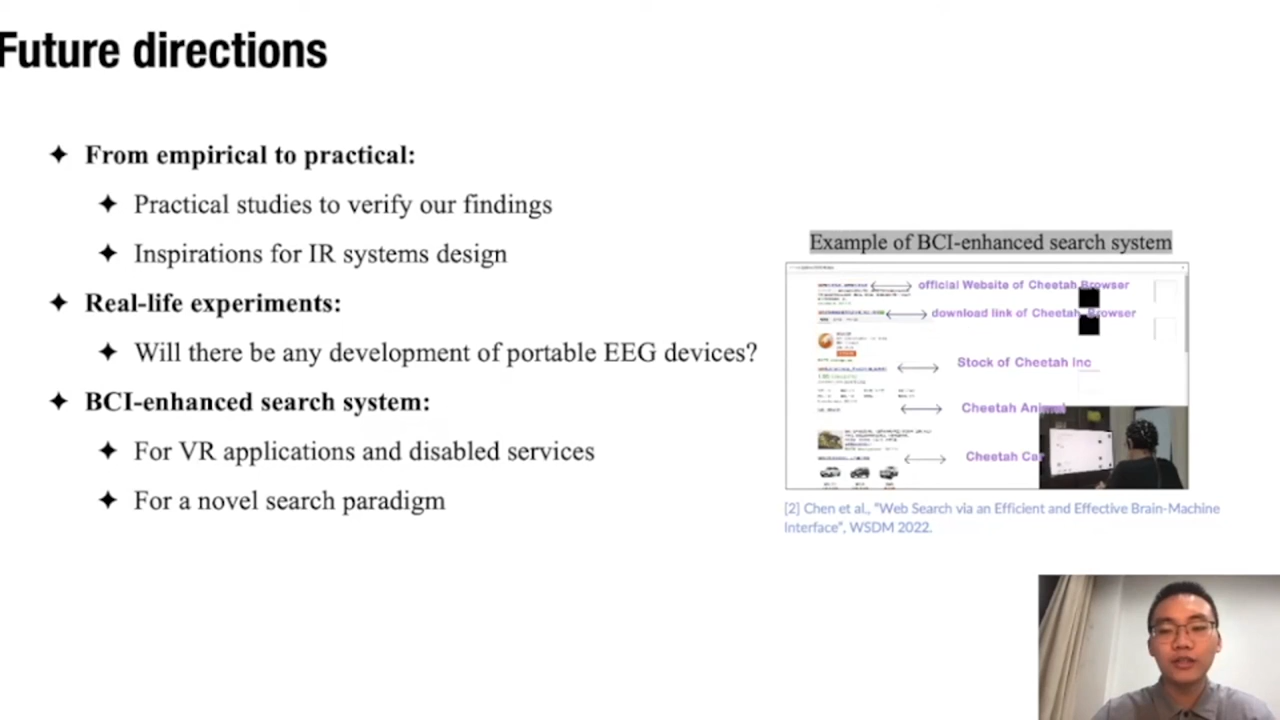 Future directions
✦ From empirical to practical:
✦ Practical studies to verify our findings
✦ Inspirations for IR systems design
✦ Real-life experiments:
✦ Will there be any development of portable EEG devices?
✦ BCI-enhanced search system:
✦ For VR applications and disabled services
✦ For a novel search paradigm
Example of BCI-enhanced search system
official Website of Cheetah Browser
download link of Cheetah Browser
Stock of Cheetah Inc
Cheetah Animal
Cheetah Car
[2] Chen et al., "Web Search via an Efficient and Effective Brain-Machine
Interface", WSDM 2022.